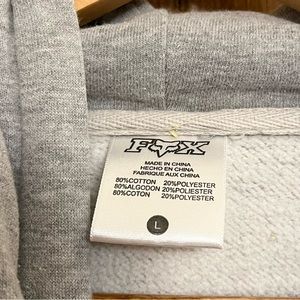 FOX
MADE IN CHINA
HECHO EN CHINA
FABRIQUE AUX CHINA
80%COTTON 20%POLYESTER
80%ALGODON 20%POLIESTER
80%COTON 20%POLYESTER
L